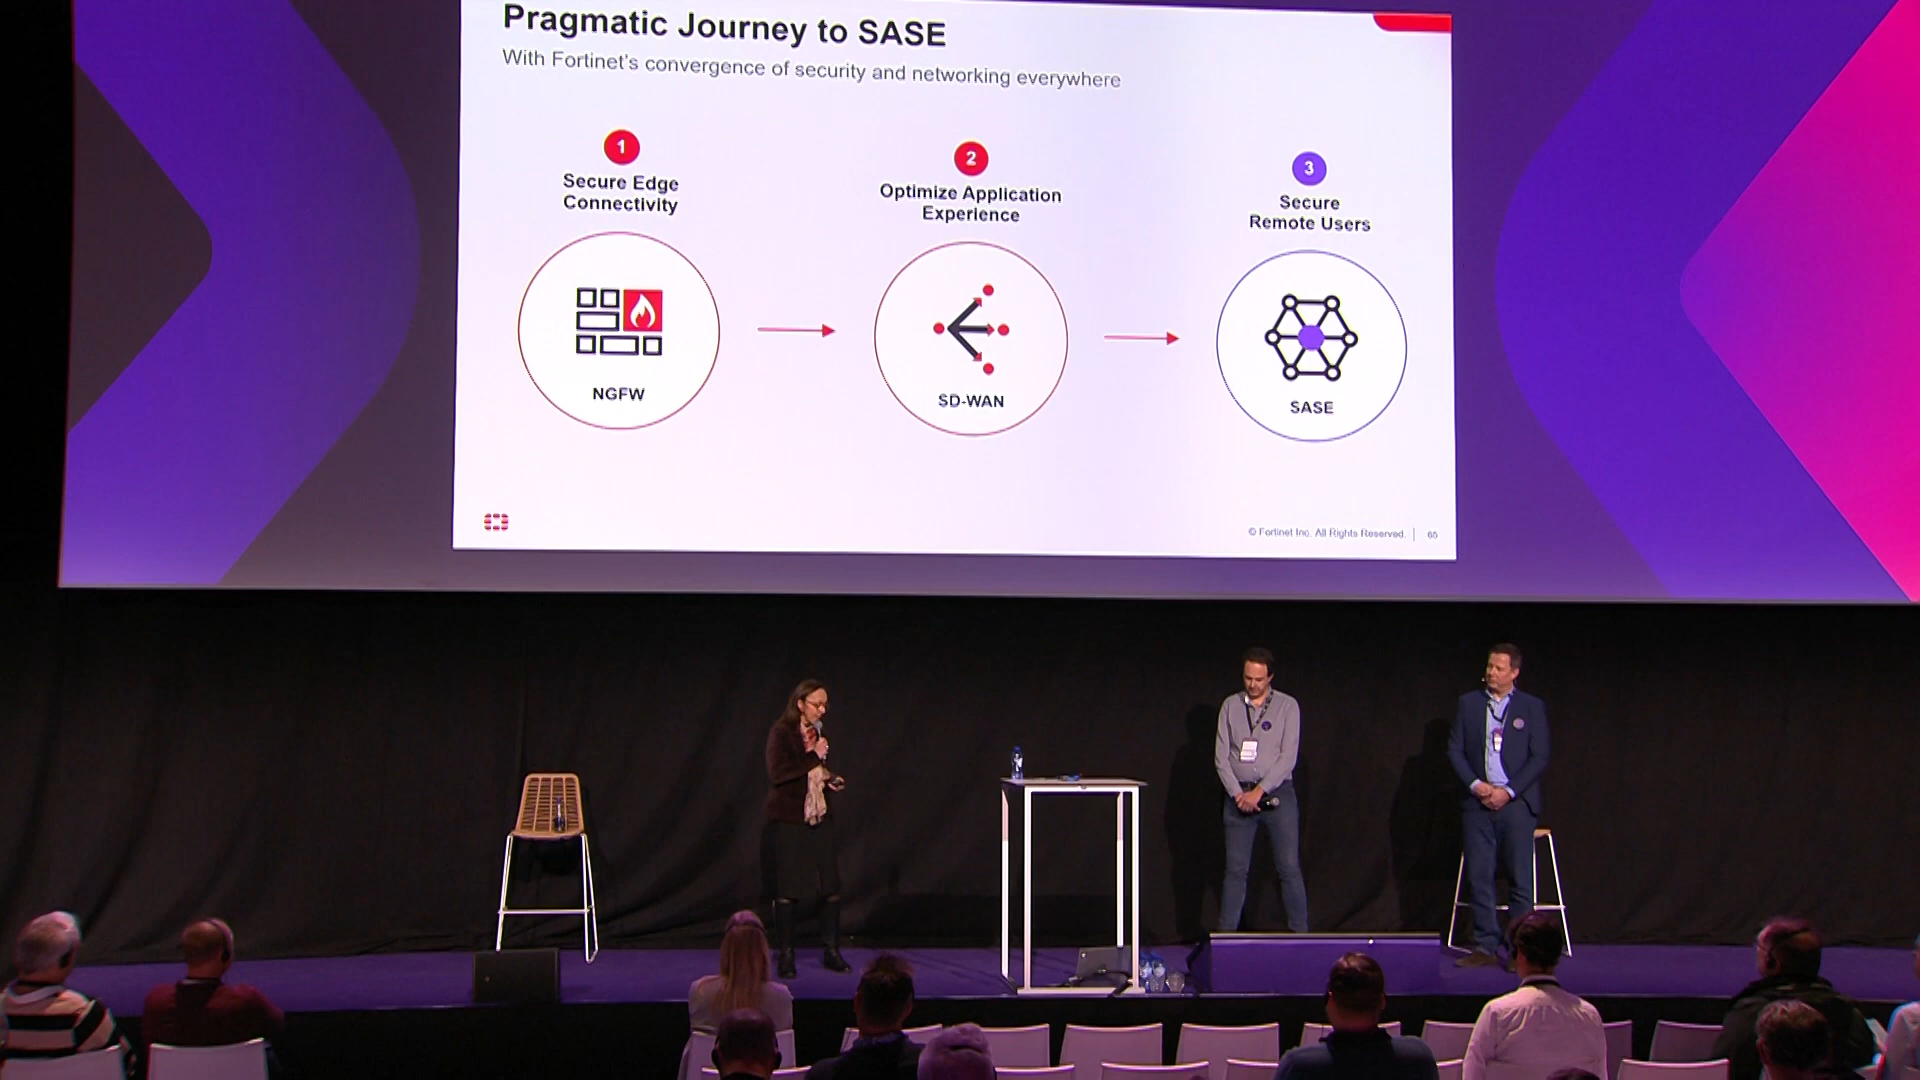 Pragmatic Journey to SASE
With Fortinet's convergence of security and networking everywhere
1
Secure Edge
Connectivity
NGFW
2
Optimize Application
Experience
SD-WAN
3
Secure
Remote Users
SASE
© Fortinet Inc. All Rights Reserved.
65